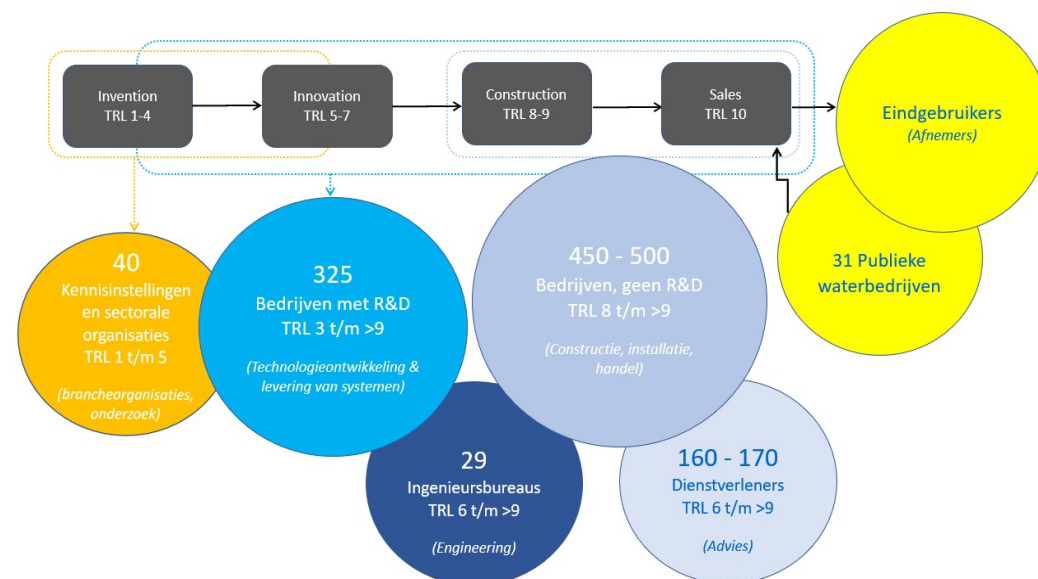 Invention
TRL 1-4
Innovation
TRL 5-7
Construction
TRL 8-9
Sales
TRL 10
Eindgebruikers
(Afnemers)
31 Publieke
waterbedrijven
40
Kennisinstellingen
en sectorale
organisaties
TRL 1 t/m 5
(brancheorganisaties,
onderzoek)
325
Bedrijven met R&D
TRL 3 t/m >9
(Technologieontwikkeling &
levering van systemen)
450 - 500
Bedrijven, geen R&D
TRL 8 t/m >9
(Constructie, installatie,
handel)
29
Ingenieursbureaus
TRL 6 t/m >9
(Engineering)
160 - 170
Dienstverleners
TRL 6 t/m >9
(Advies)